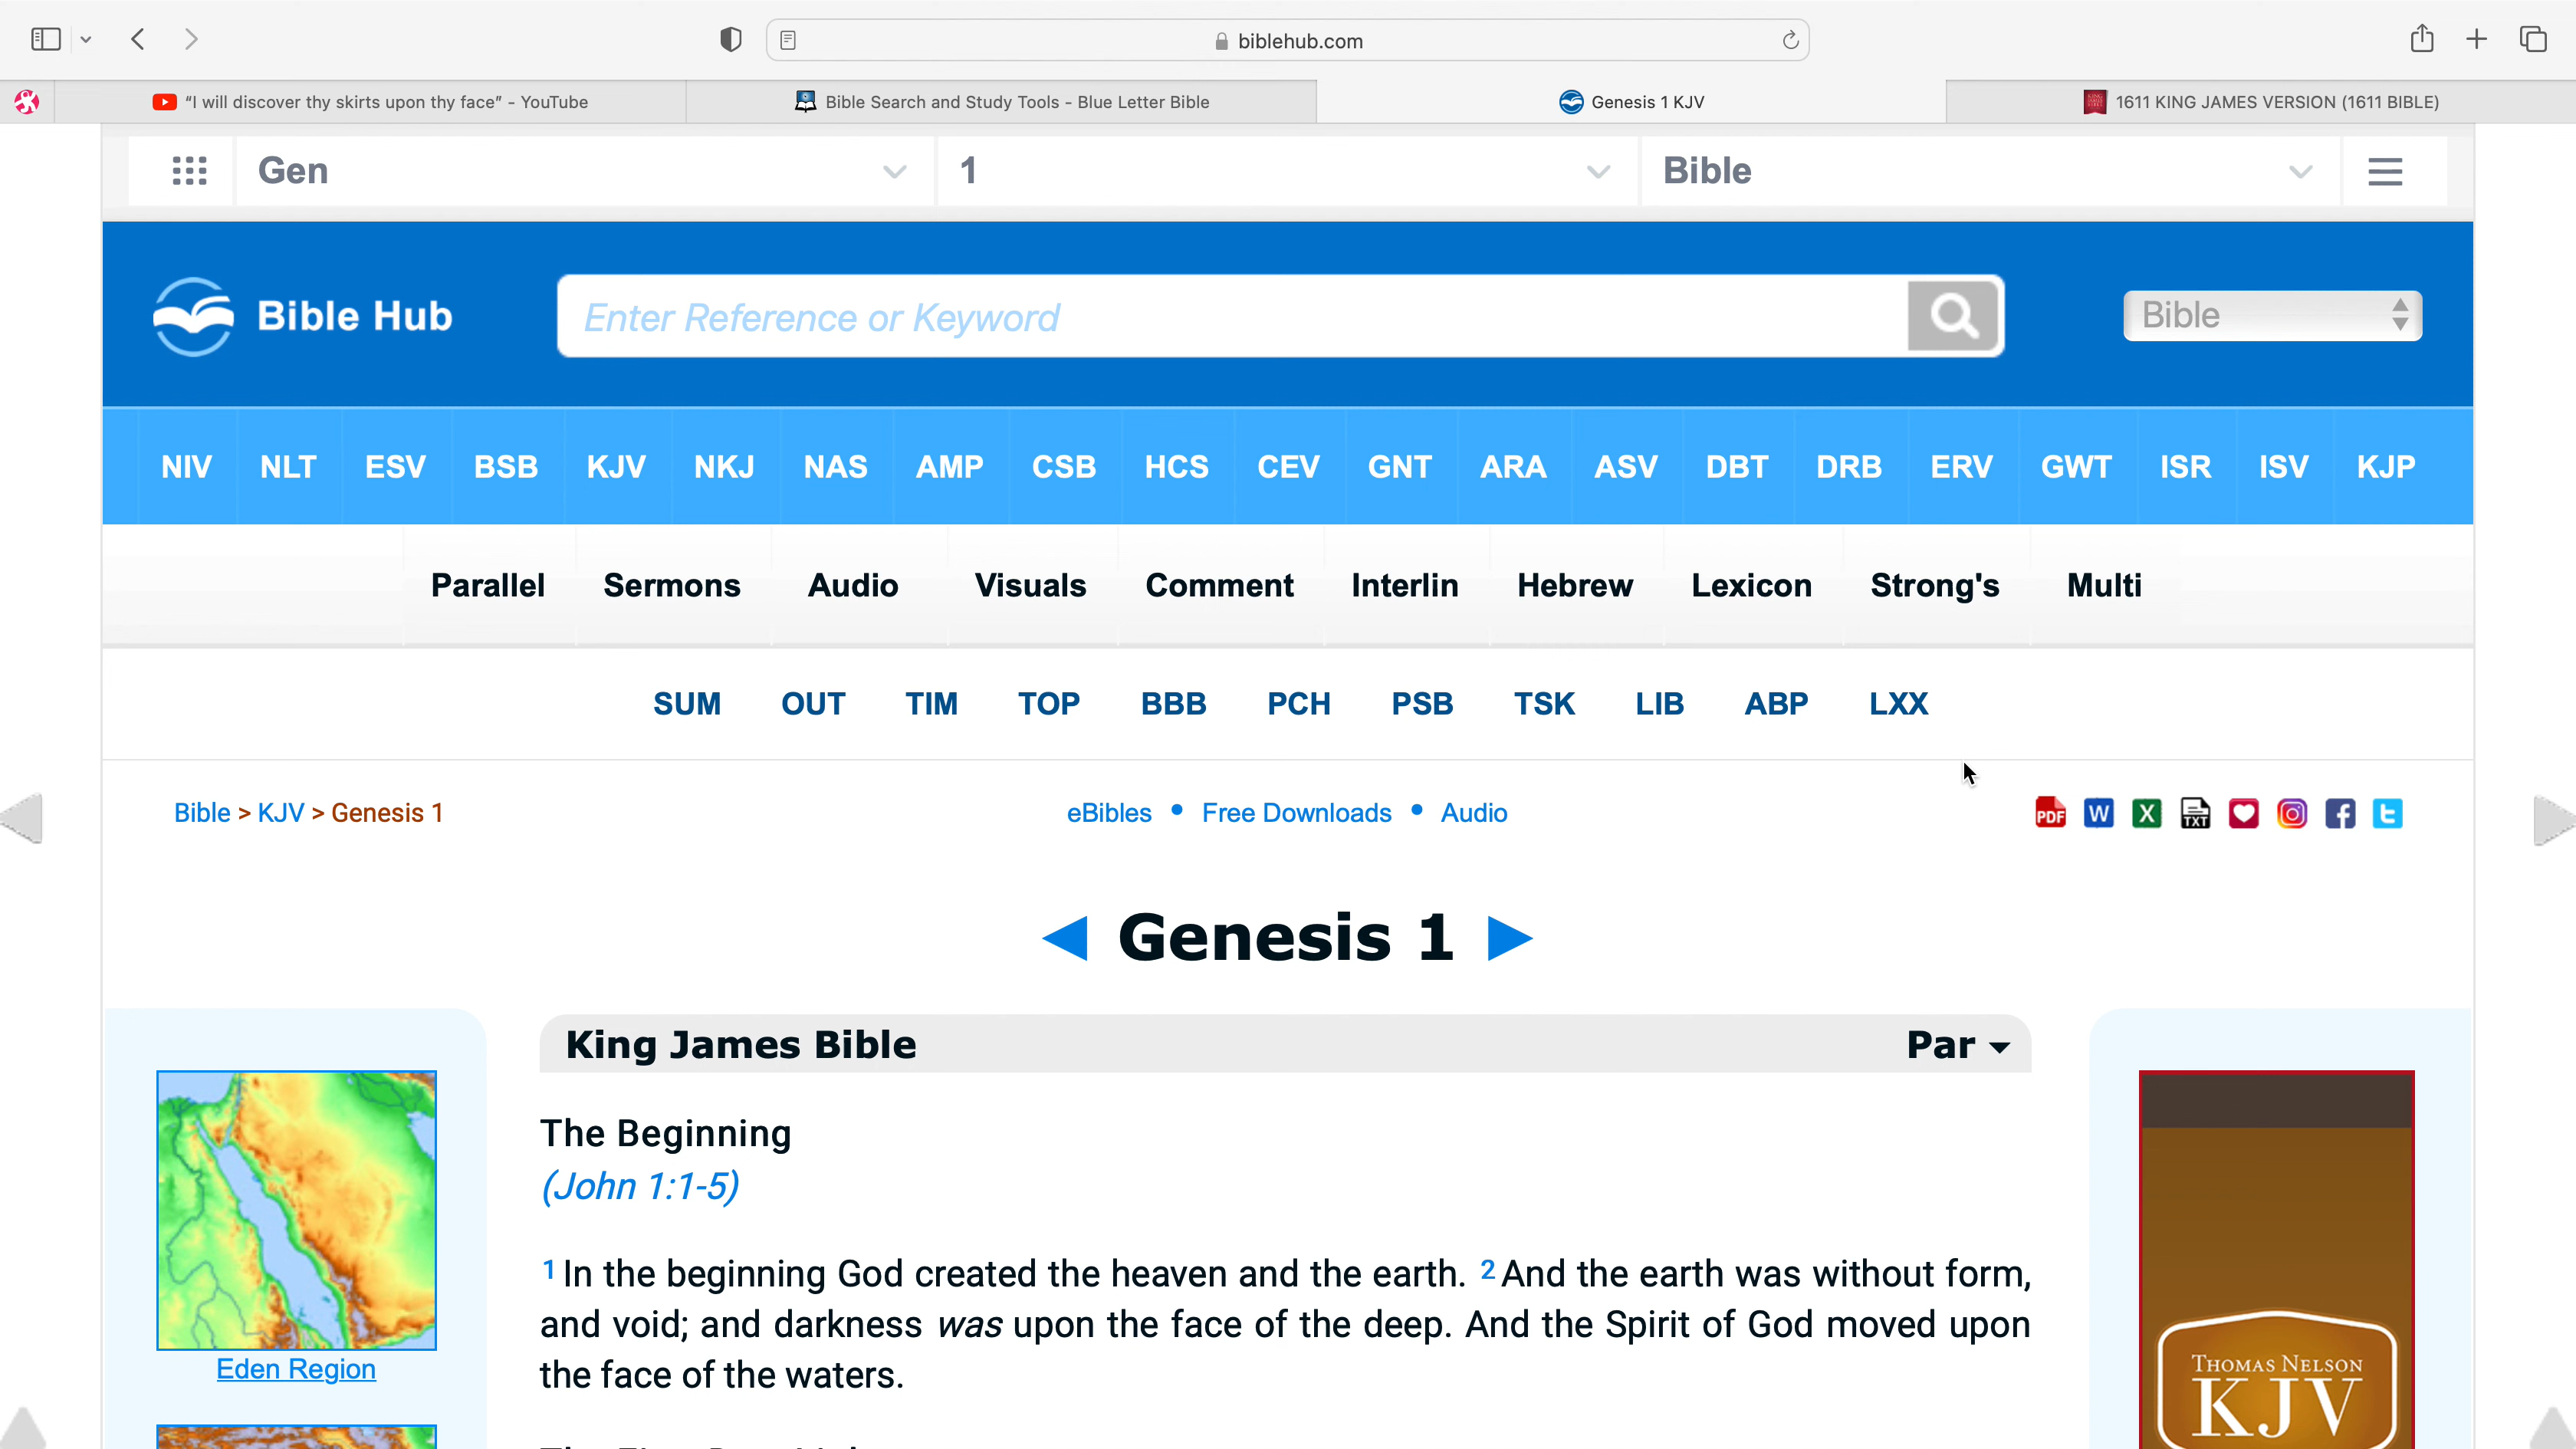 biblehub.com
"I will discover thy skirts upon thy face" - YouTube
Bible Search and Study Tools - Blue Letter Bible
Genesis 1 KJV
1611 KING JAMES VERSION (1611 BIBLE)
Gen
1
Bible
Bible Hub
Enter Reference or Keyword
Bible
NIV NLT ESV BSB KJV NKJ NAS AMP CSB HCS CEV GNT ARA ASV DBT DRB ERV GWT ISR ISV KJP
Parallel Sermons Audio Visuals Comment Interlin Hebrew Lexicon Strong's Multi
SUM OUT TIM TOP BBB PCH PSB TSK LIB ABP LXX
Bible > KJV > Genesis 1
eBibles • Free Downloads • Audio
PDF W X TXT f t
◄ Genesis 1 ►
King James Bible
Par
The Beginning
(John 1:1-5)
1 In the beginning God created the heaven and the earth. 2 And the earth was without form,
and void; and darkness was upon the face of the deep. And the Spirit of God moved upon
the face of the waters.
Eden Region
THOMAS NELSON
KJV